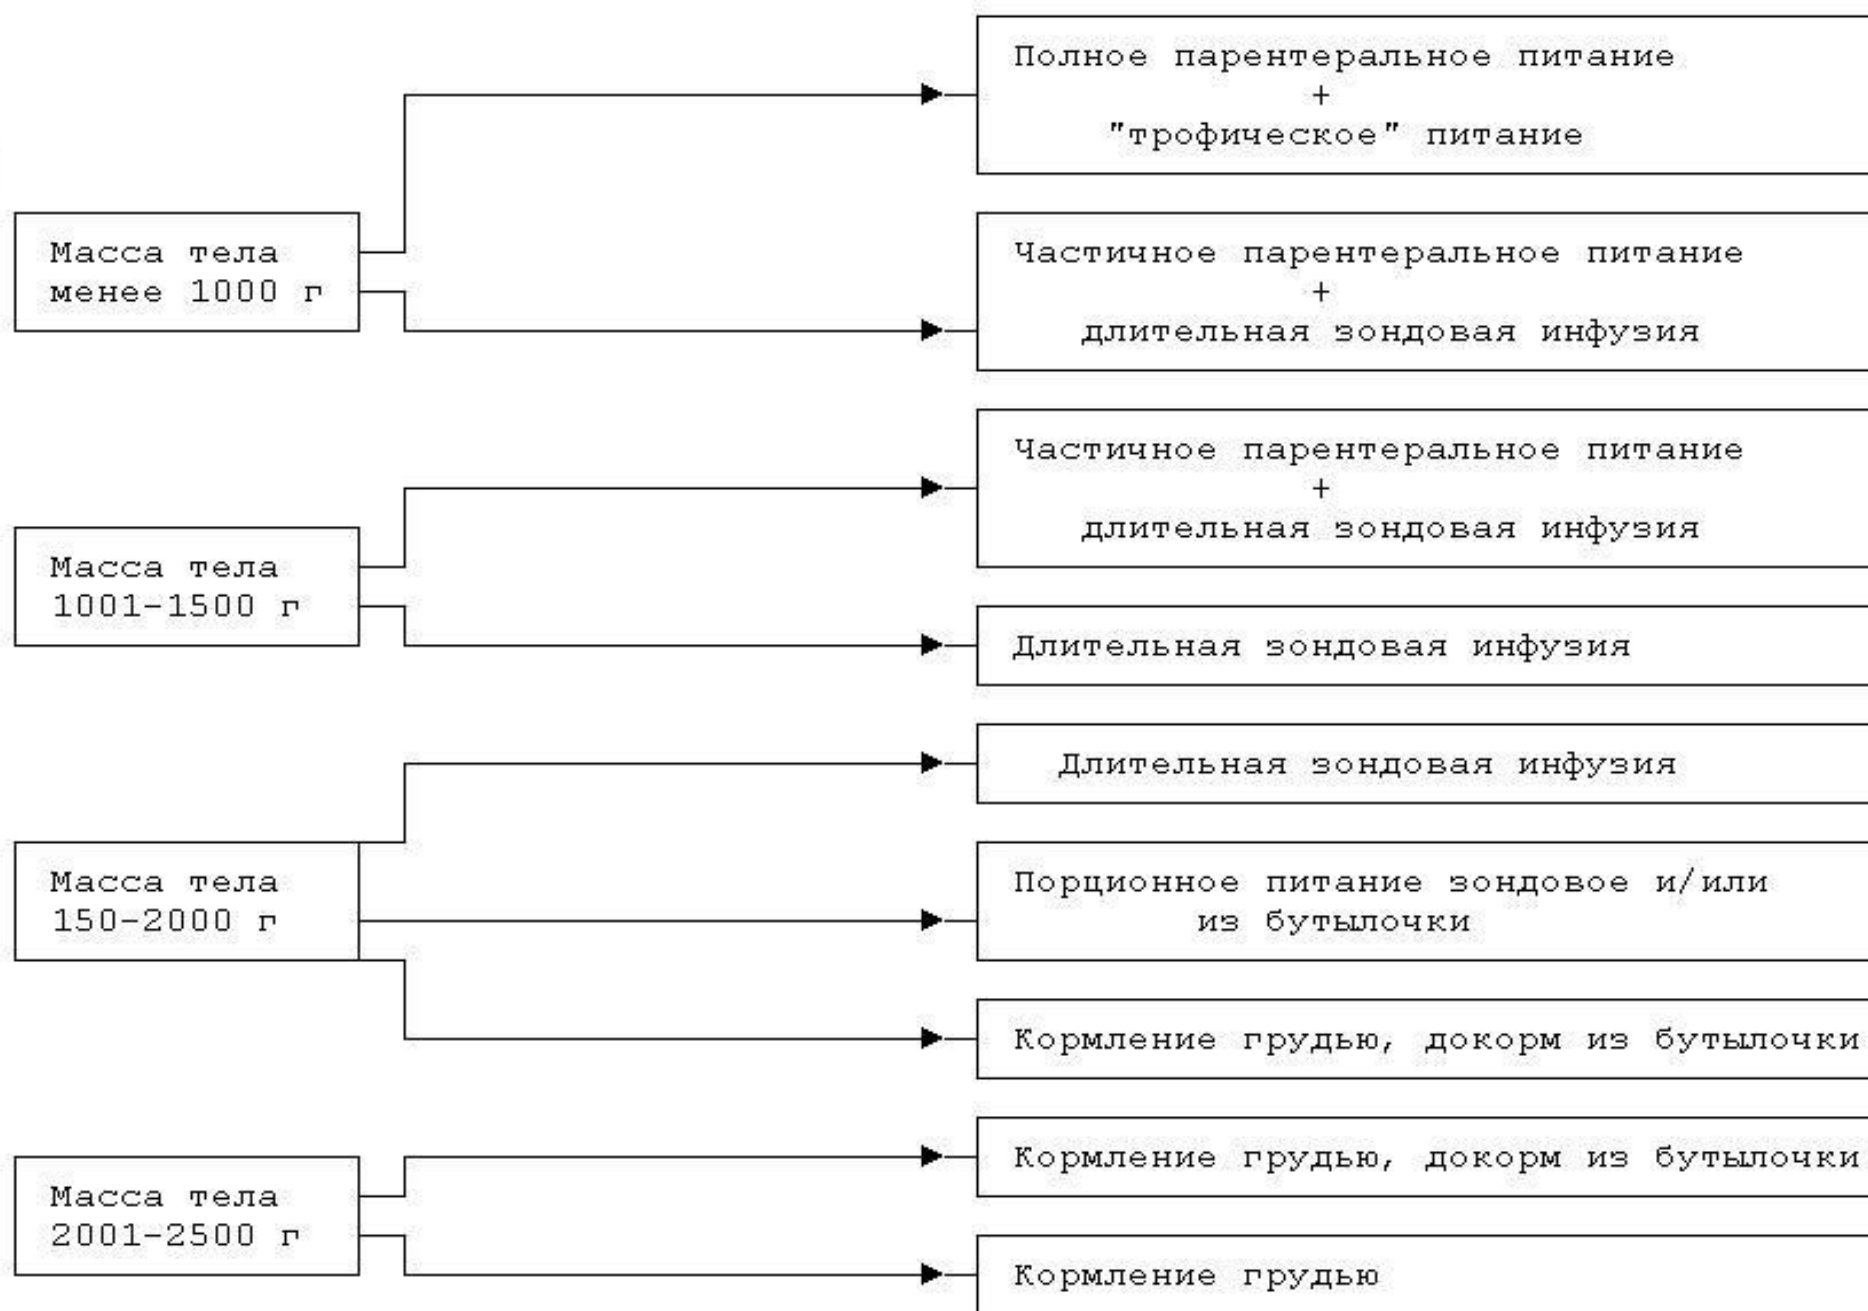 Полное парентеральное питание
+
"трофическое" питание
Масса тела
менее 1000 г
Частичное парентеральное питание
+
длительная зондовая инфузия
Масса тела
1001-1500 г
Частичное парентеральное питание
+
длительная зондовая инфузия
Длительная зондовая инфузия
Масса тела
150-2000 г
Длительная зондовая инфузия
Порционное питание зондовое и/или
из бутылочки
Кормление грудью, докорм из бутылочки
Масса тела
2001-2500 г
Кормление грудью, докорм из бутылочки
Кормление грудью